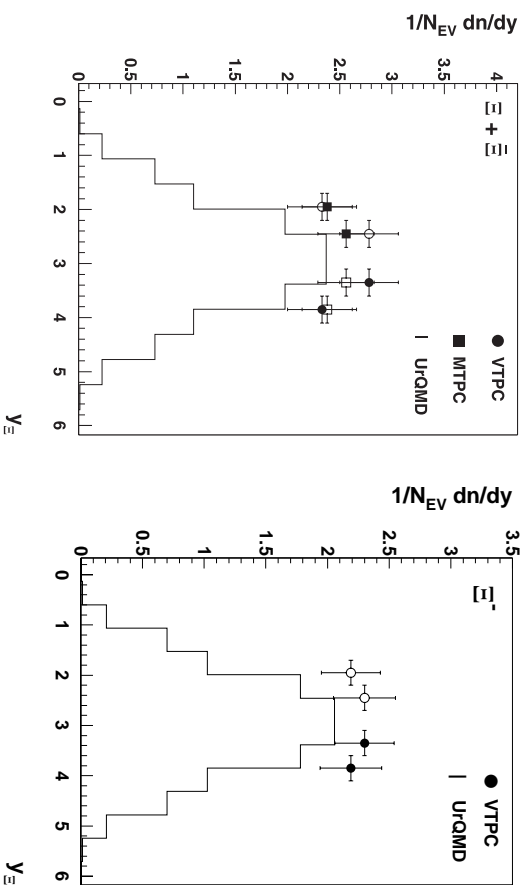 1/N_EV dn/dy
0 0.5 1 1.5 2 2.5 3 3.5 4
Ξ + Ξ̄
VTPC
MTPC
UrQMD
0 1 2 3 4 5 6
y_Ξ
1/N_EV dn/dy
0 0.5 1 1.5 2 2.5 3 3.5
Ξ⁻
VTPC
UrQMD
0 1 2 3 4 5 6
y_Ξ